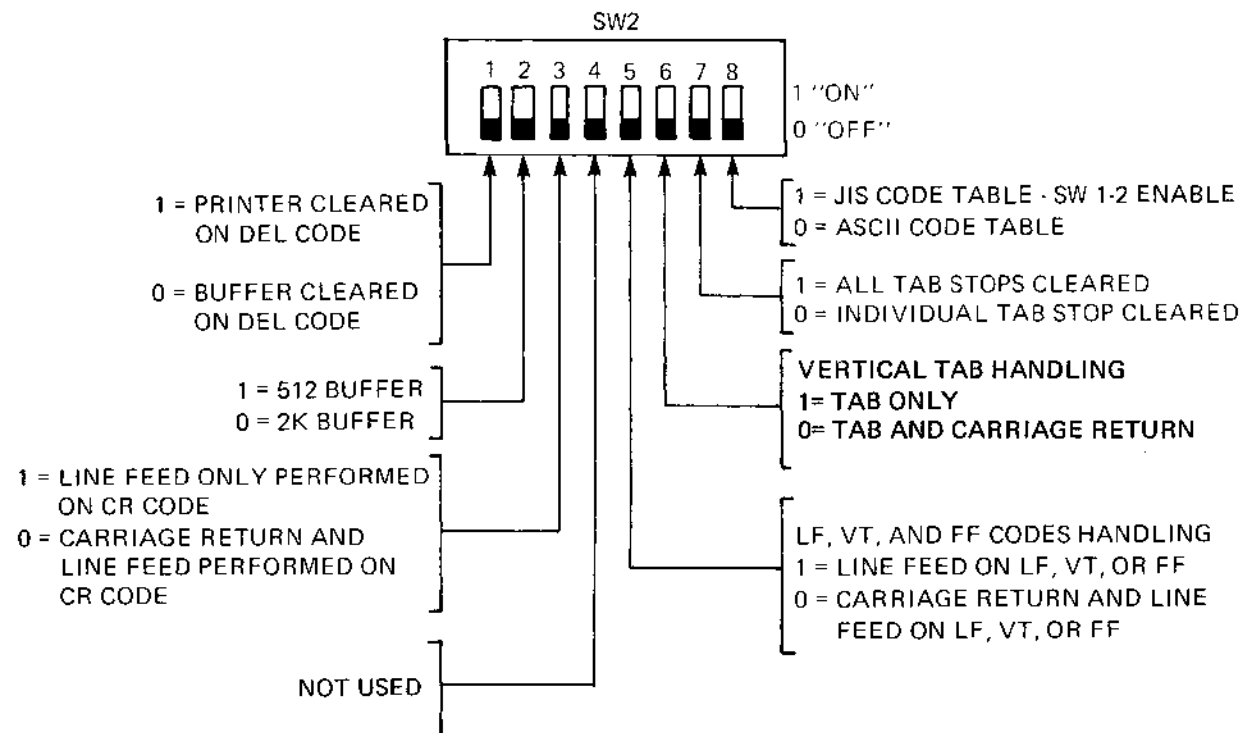 SW2
1 2 3 4 5 6 7 8
1 "ON"
0 "OFF"
1 = PRINTER CLEARED
ON DEL CODE
0 = BUFFER CLEARED
ON DEL CODE
1 = 512 BUFFER
0 = 2K BUFFER
1 = LINE FEED ONLY PERFORMED
ON CR CODE
0 = CARRIAGE RETURN AND
LINE FEED PERFORMED ON
CR CODE
NOT USED
1 = JIS CODE TABLE - SW 1-2 ENABLE
0 = ASCII CODE TABLE
1 = ALL TAB STOPS CLEARED
0 = INDIVIDUAL TAB STOP CLEARED
VERTICAL TAB HANDLING
1= TAB ONLY
0= TAB AND CARRIAGE RETURN
LF, VT, AND FF CODES HANDLING
1 = LINE FEED ON LF, VT, OR FF
0 = CARRIAGE RETURN AND LINE
FEED ON LF, VT, OR FF